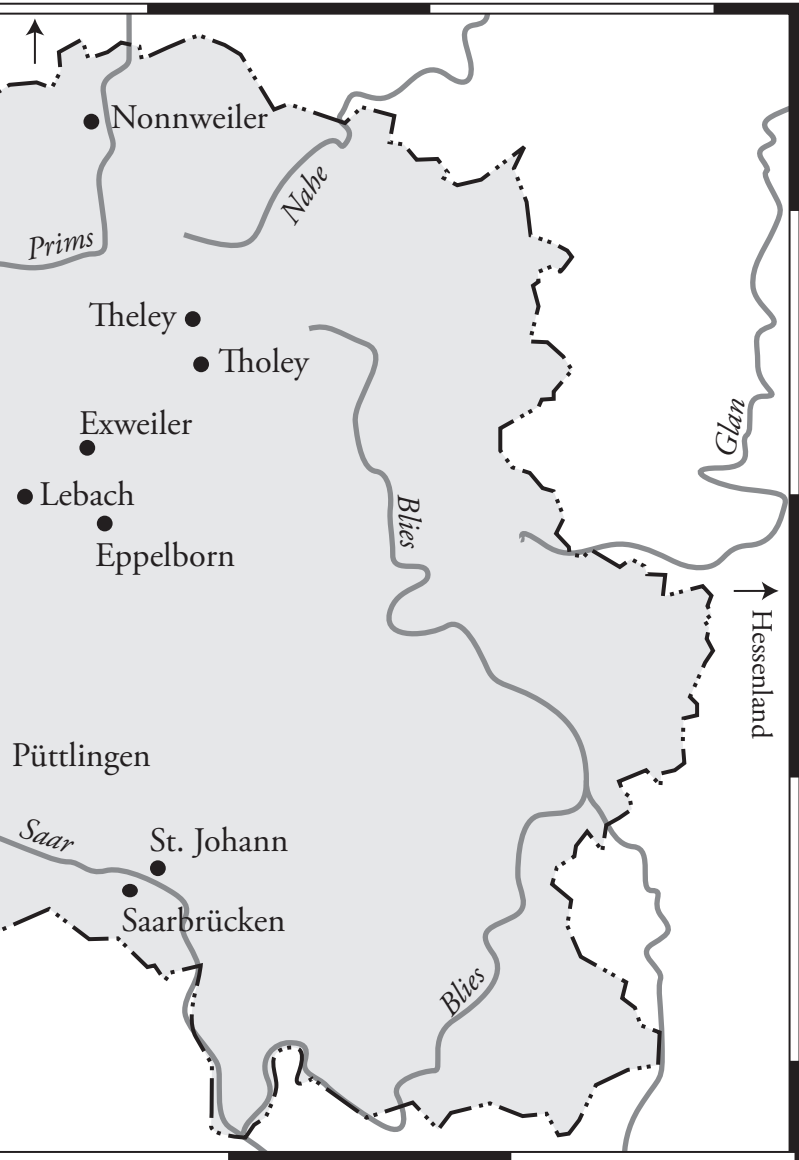 Nonnweiler
Nahe
Prims
Theley
Tholey
Exweiler
Glan
Lebach
Blies
Eppelborn
Hessenland
Püttlingen
Saar
St. Johann
Saarbrücken
Blies